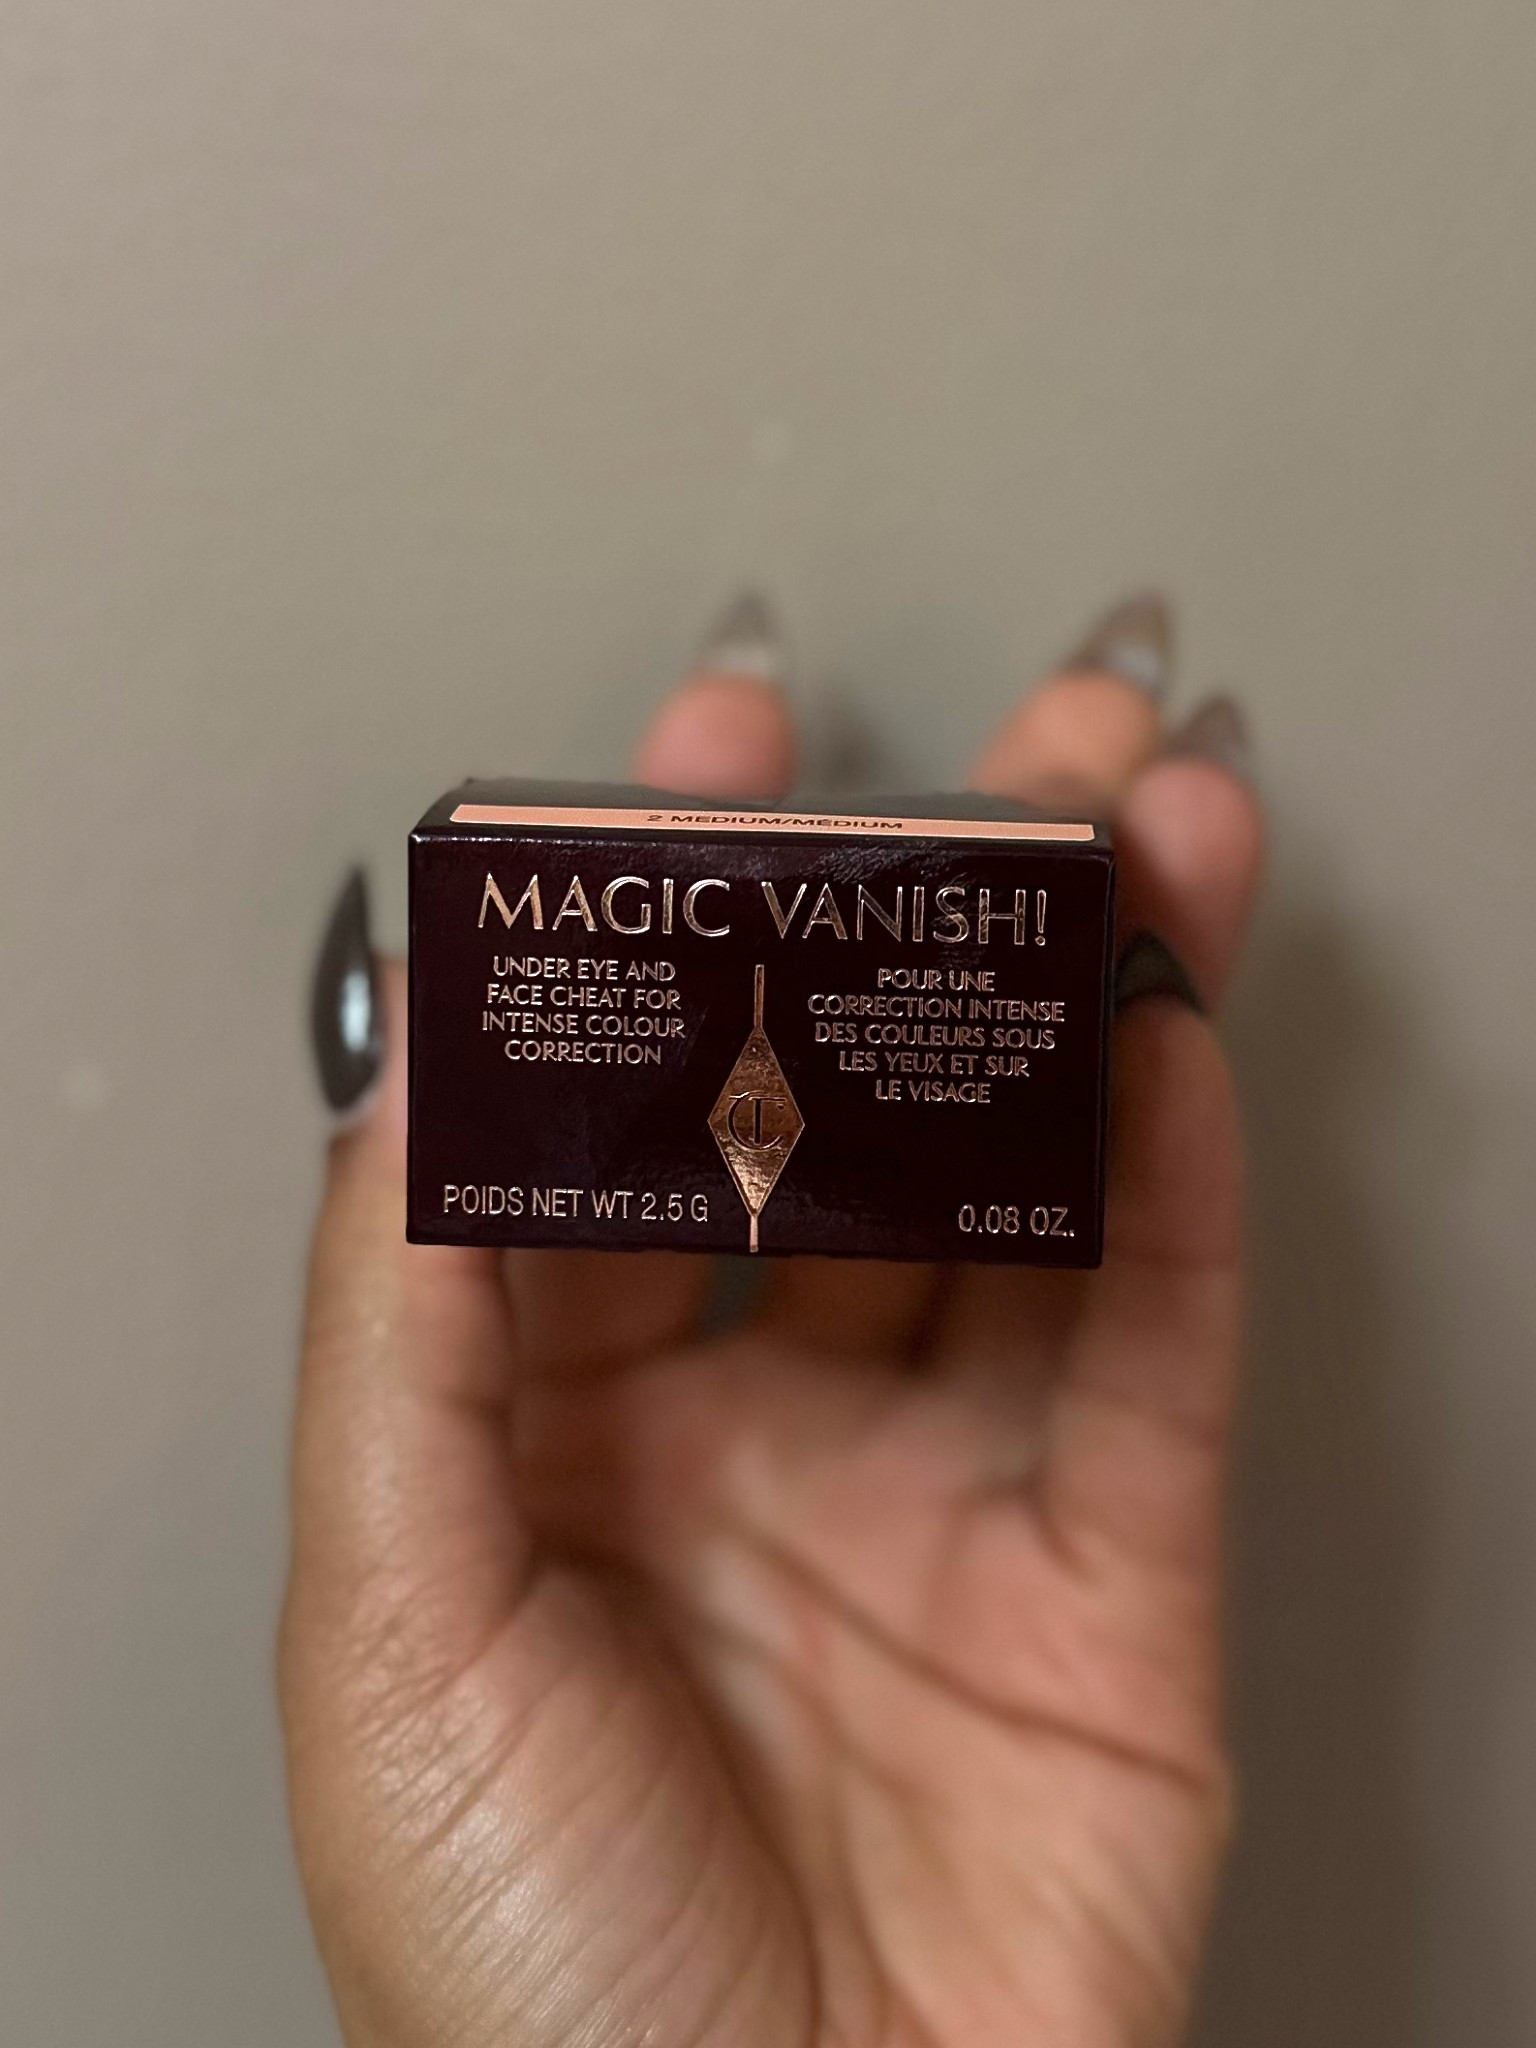 2 MEDIUM/MÉDIUM
MAGIC VANISH!
UNDER EYE AND
FACE CHEAT FOR
INTENSE COLOUR
CORRECTION
POUR UNE
CORRECTION INTENSE
DES COULEURS SOUS
LES YEUX ET SUR
LE VISAGE
CT
POIDS NET WT 2.5 G
0.08 OZ.